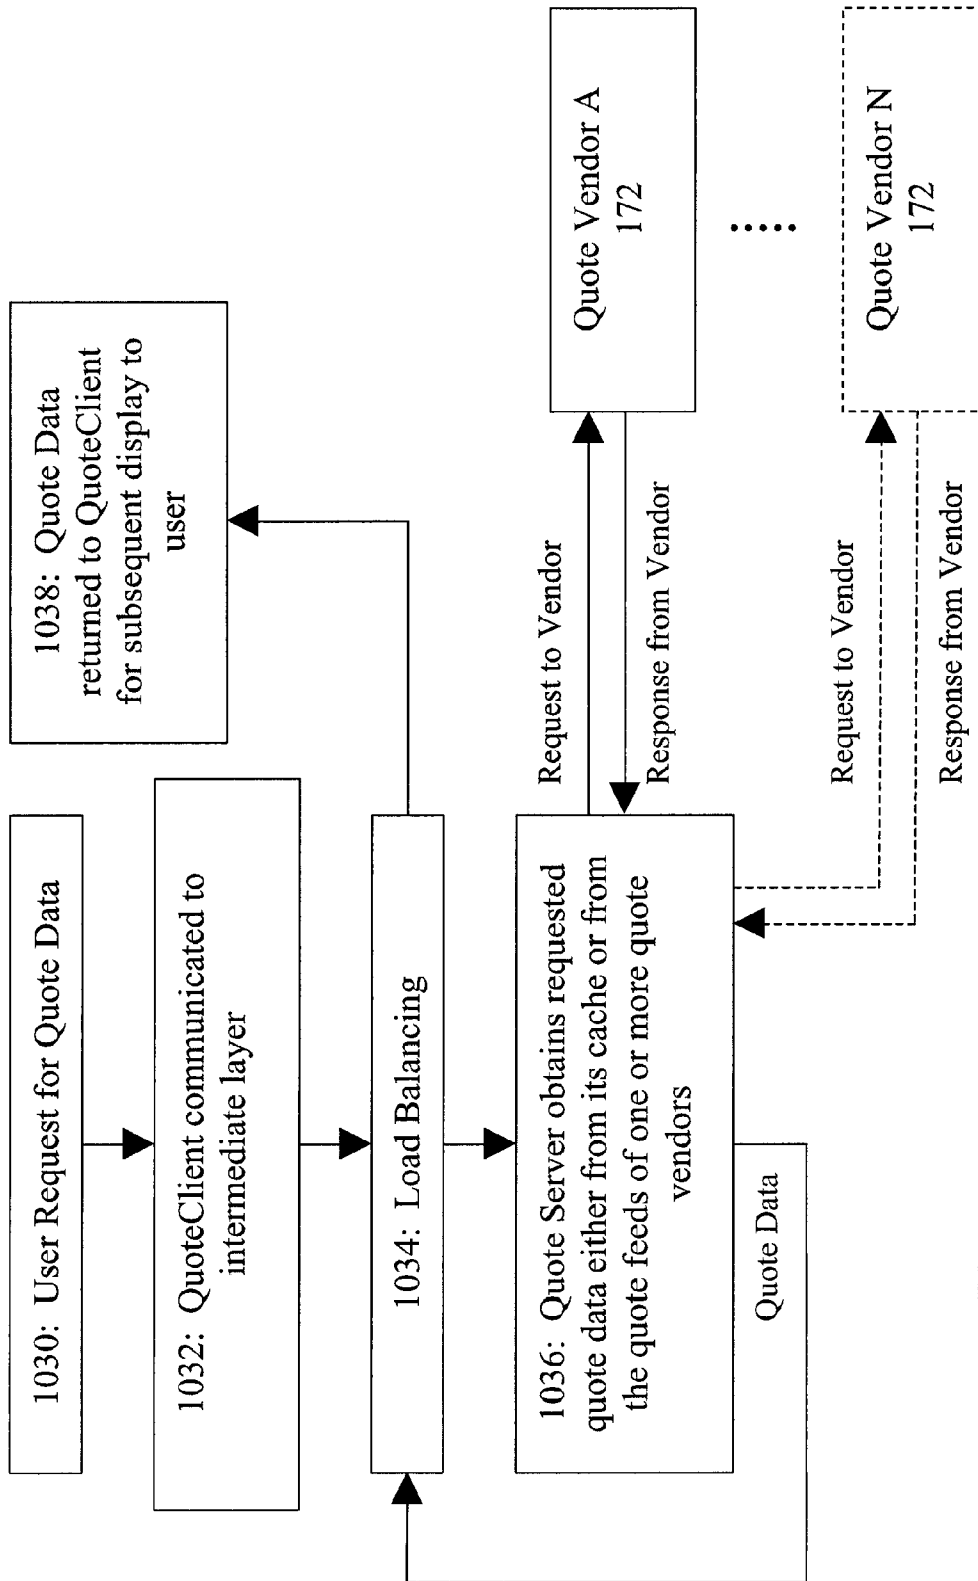 1030: User Request for Quote Data
1032: QuoteClient communicated to
intermediate layer
1034: Load Balancing
1036: Quote Server obtains requested
quote data either from its cache or from
the quote feeds of one or more quote
vendors
Quote Data
1038: Quote Data
returned to QuoteClient
for subsequent display to
user
Request to Vendor
Response from Vendor
Request to Vendor
Response from Vendor
Quote Vendor A
172
Quote Vendor N
172